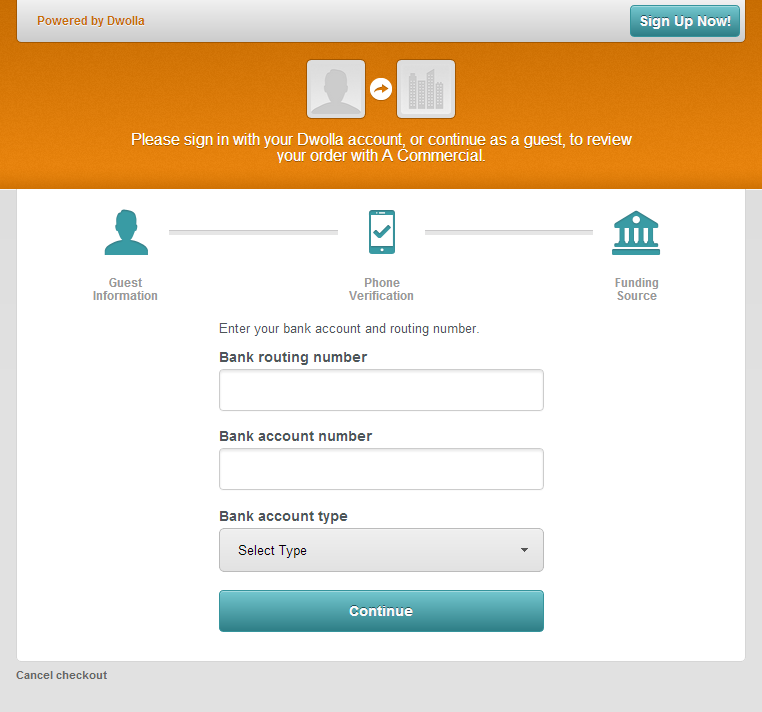 Powered by Dwolla
Sign Up Now!
Please sign in with your Dwolla account, or continue as a guest, to review
your order with A Commercial.
Guest
Information
Phone
Verification
Funding
Source
Enter your bank account and routing number.
Bank routing number
Bank account number
Bank account type
Select Type
Continue
Cancel checkout